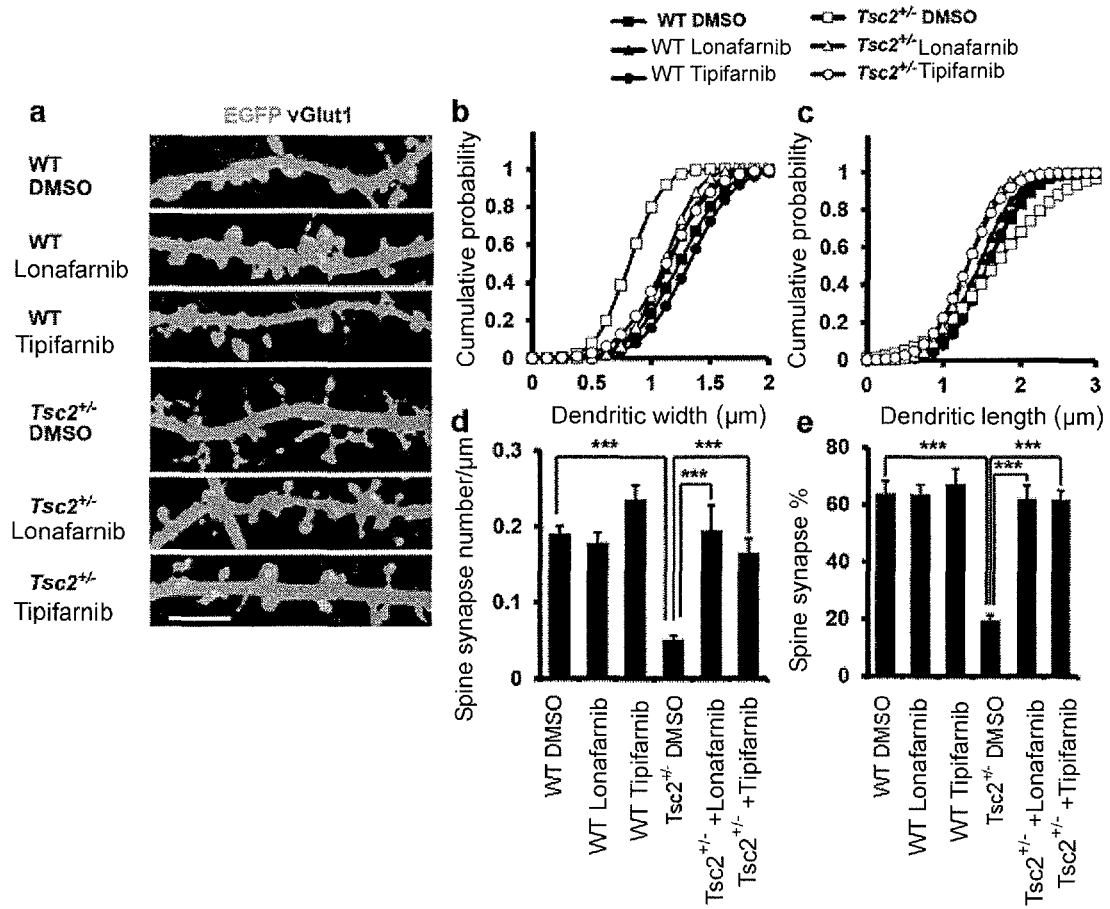 WT DMSO
WT Lonafarnib
WT Tipifarnib
Tsc2+/- DMSO
Tsc2+/- Lonafarnib
Tsc2+/- Tipifarnib
a
EGFP vGlut1
WT
DMSO
WT
Lonafarnib
WT
Tipifarnib
Tsc2+/-
DMSO
Tsc2+/-
Lonafarnib
Tsc2+/-
Tipifarnib
b
Cumulative probability
1
0.8
0.6
0.4
0.2
0
0 0.5 1 1.5 2
Dendritic width (µm)
c
Cumulative probability
1
0.8
0.6
0.4
0.2
0
0 1 2 3
Dendritic length (µm)
d
Spine synapse number/µm
0.3
0.2
0.1
0
*** *** ***
WT DMSO
WT Lonafarnib
WT Tipifarnib
Tsc2+/- DMSO
Tsc2+/- +Lonafarnib
Tsc2+/- +Tipifarnib
e
Spine synapse %
80
60
40
20
0
*** *** ***
WT DMSO
WT Lonafarnib
WT Tipifarnib
Tsc2+/- DMSO
Tsc2+/- +Lonafarnib
Tsc2+/- +Tipifarnib